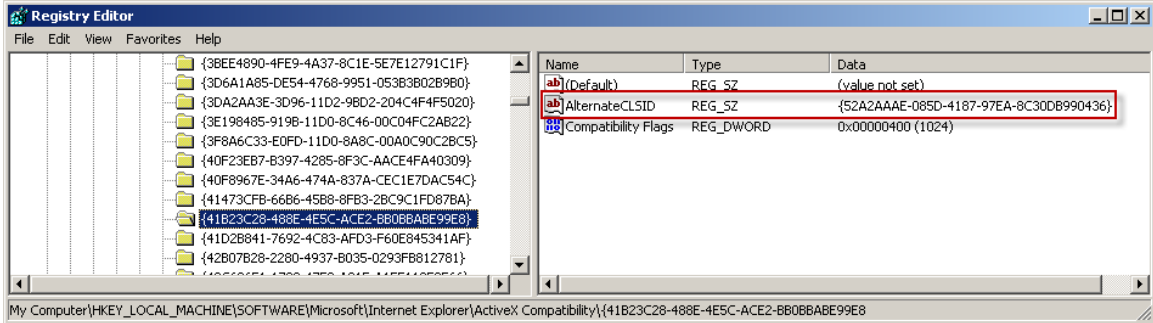 Registry Editor
File Edit View Favorites Help
{3BEE4890-4FE9-4A37-8C1E-5E7E12791C1F}
{3D6A1A85-DE54-4768-9951-053B3B02B9B0}
{3DA2AA3E-3D96-11D2-9BD2-204C4F4F5020}
{3E198485-919B-11D0-8C46-00C04FC2AB22}
{3F8A6C33-E0FD-11D0-8A8C-00A0C90C2BC5}
{40F23EB7-B397-4285-8F3C-AACE4FA40309}
{40F8967E-34A6-474A-837A-CEC1E7DAC54C}
{41473CFB-66B6-45B8-8FB3-2BC9C1FD87BA}
{41B23C28-488E-4E5C-ACE2-BB0BBABE99E8}
{41D2B841-7692-4C83-AFD3-F60E845341AF}
{42B07B28-2280-4937-B035-0293FB812781}
Name Type Data
(Default) REG_SZ (value not set)
AlternateCLSID REG_SZ {52A2AAAE-085D-4187-97EA-8C30DB990436}
Compatibility Flags REG_DWORD 0x00000400 (1024)
My Computer\HKEY_LOCAL_MACHINE\SOFTWARE\Microsoft\Internet Explorer\ActiveX Compatibility\{41B23C28-488E-4E5C-ACE2-BB0BBABE99E8